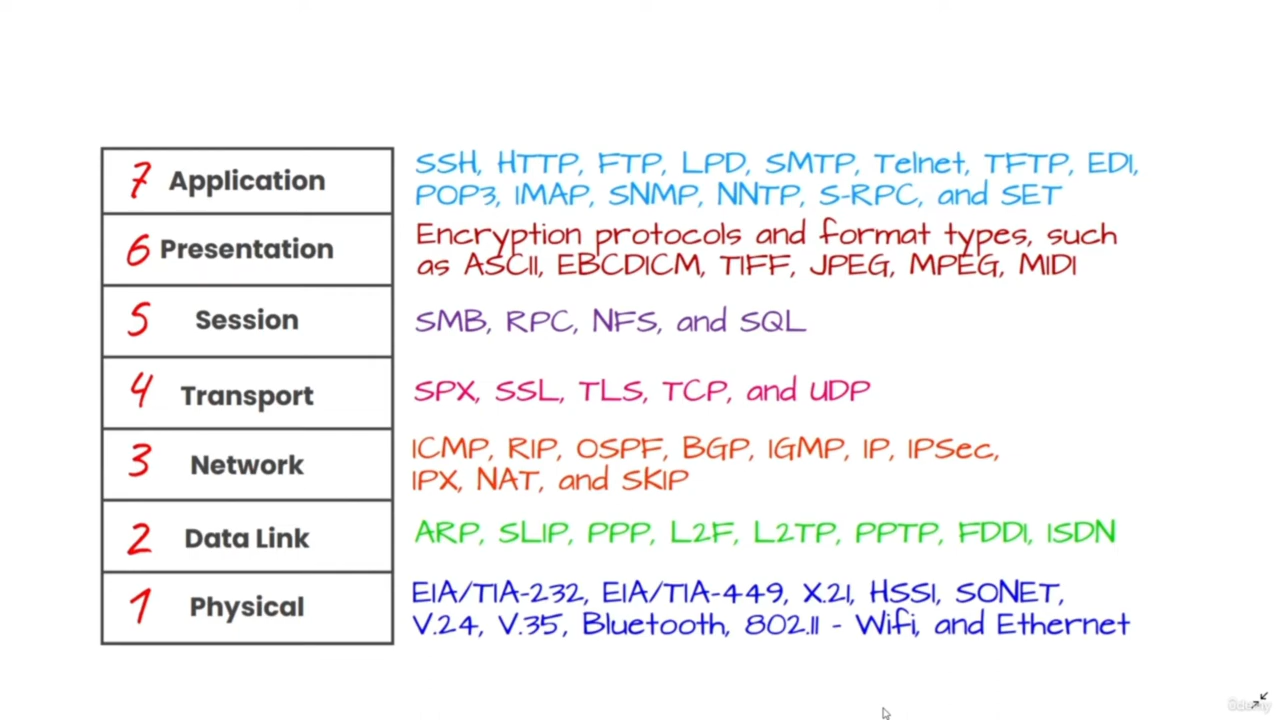 7 Application
SSH, HTTP, FTP, LPD, SMTP, Telnet, TFTP, EDI,
POP3, IMAP, SNMP, NNTP, S-RPC, and SET
6 Presentation
Encryption protocols and format types, such
as ASCII, EBCDICM, TIFF, JPEG, MPEG, MIDI
5 Session
SMB, RPC, NFS, and SQL
4 Transport
SPX, SSL, TLS, TCP, and UDP
3 Network
ICMP, RIP, OSPF, BGP, IGMP, IP, IPSec,
IPX, NAT, and SKIP
2 Data Link
ARP, SLIP, PPP, L2F, L2TP, PPTP, FDDI, ISDN
1 Physical
EIA/TIA-232, EIA/TIA-449, X.21, HSSI, SONET,
V.24, V.35, Bluetooth, 802.11 - Wifi, and Ethernet
Udemy